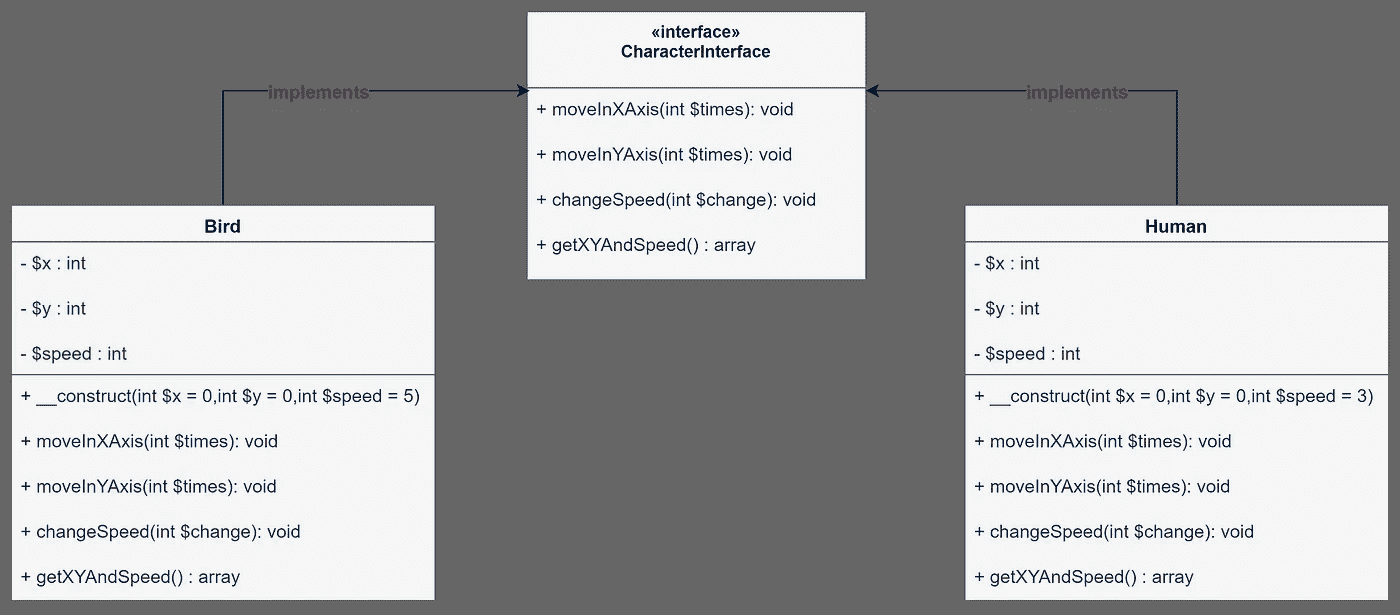 «interface»
CharacterInterface
implements
implements
+ moveInXAxis(int $times): void
+ moveInYAxis(int $times): void
+ changeSpeed(int $change): void
+ getXYAndSpeed() : array
Bird
- $x : int
- $y : int
- $speed : int
+ __construct(int $x = 0,int $y = 0,int $speed = 5)
+ moveInXAxis(int $times): void
+ moveInYAxis(int $times): void
+ changeSpeed(int $change): void
+ getXYAndSpeed() : array
Human
- $x : int
- $y : int
- $speed : int
+ __construct(int $x = 0,int $y = 0,int $speed = 3)
+ moveInXAxis(int $times): void
+ moveInYAxis(int $times): void
+ changeSpeed(int $change): void
+ getXYAndSpeed() : array